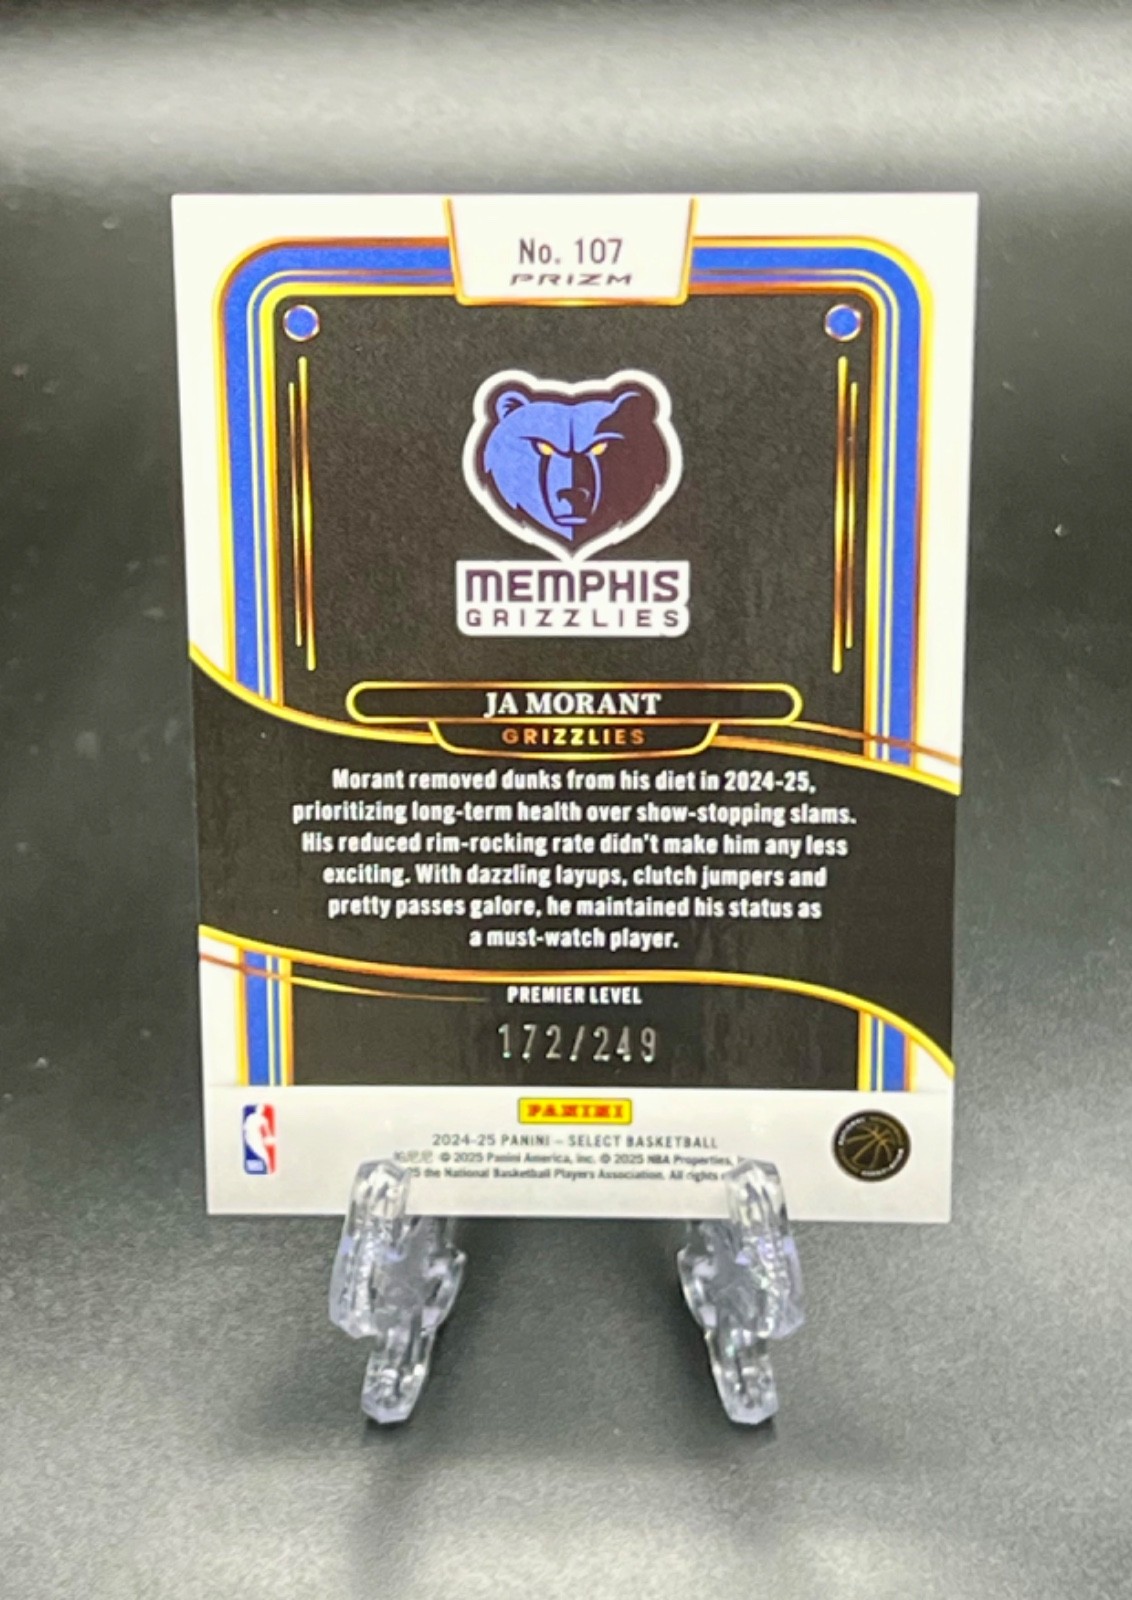 No. 107
PRIZM
MEMPHIS
GRIZZLIES
JA MORANT
GRIZZLIES
Morant removed dunks from his diet in 2024-25,
prioritizing long-term health over show-stopping slams.
His reduced rim-rocking rate didn't make him any less
exciting. With dazzling layups, clutch jumpers and
pretty passes galore, he maintained his status as
a must-watch player.
PREMIER LEVEL
172/249
PANINI
2024-25 PANINI – SELECT BASKETBALL
帕尼尼 © 2025 Panini America, Inc. © 2025 NBA Properties,
the National Basketball Players Association. All rights